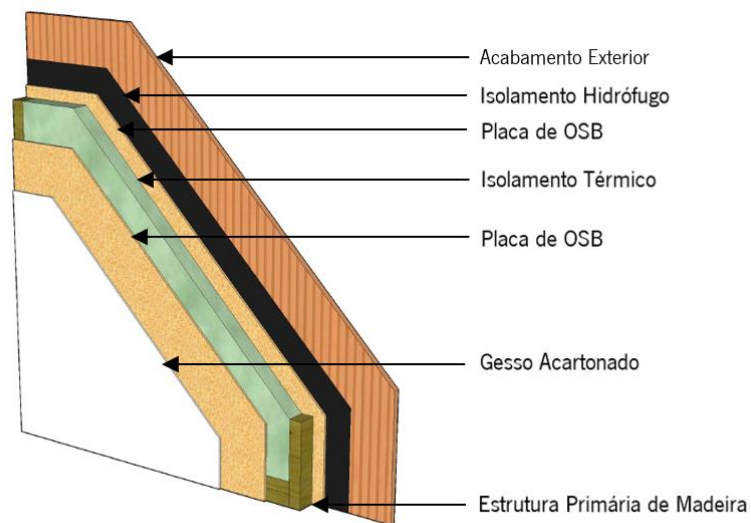 Acabamento Exterior
Isolamento Hidrófugo
Placa de OSB
Isolamento Térmico
Placa de OSB
Gesso Acartonado
Estrutura Primária de Madeira